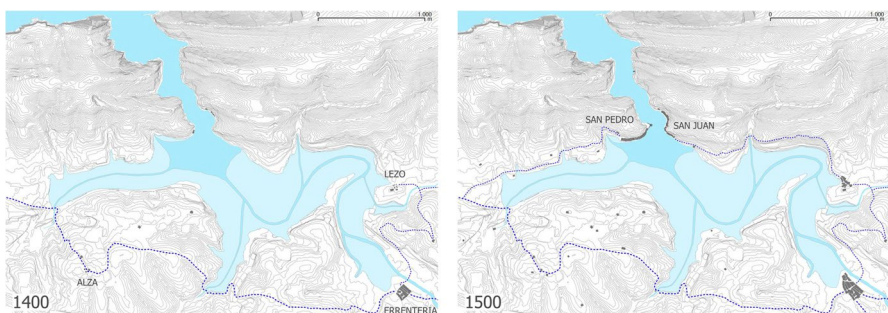 0 1 000
m
LEZO
ALZA
ERRENTERIA
1400
0 1 000
m
SAN PEDRO
SAN JUAN
1500